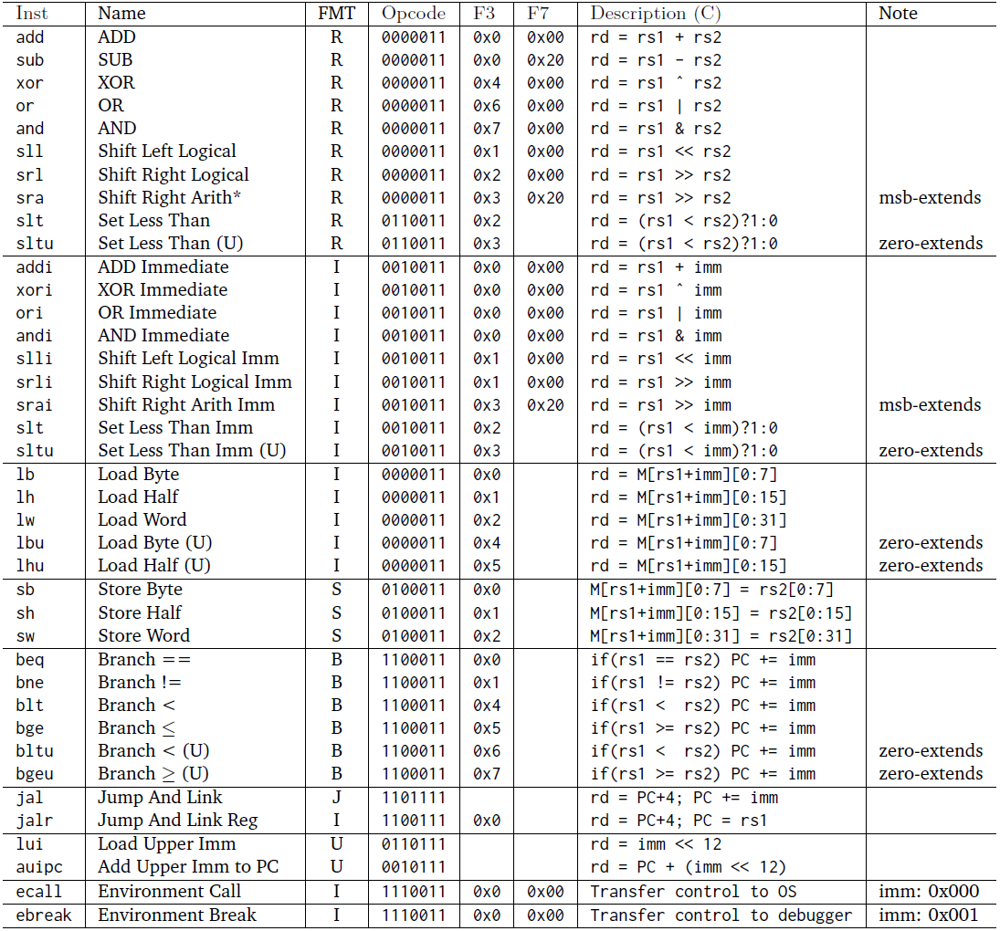 Inst Name FMT Opcode F3 F7 Description (C) Note
add ADD R 0000011 0x0 0x00 rd = rs1 + rs2
sub SUB R 0000011 0x0 0x20 rd = rs1 - rs2
xor XOR R 0000011 0x4 0x00 rd = rs1 ˆ rs2
or OR R 0000011 0x6 0x00 rd = rs1 | rs2
and AND R 0000011 0x7 0x00 rd = rs1 & rs2
sll Shift Left Logical R 0000011 0x1 0x00 rd = rs1 << rs2
srl Shift Right Logical R 0000011 0x2 0x00 rd = rs1 >> rs2
sra Shift Right Arith* R 0000011 0x3 0x20 rd = rs1 >> rs2 msb-extends
slt Set Less Than R 0110011 0x2 rd = (rs1 < rs2)?1:0
sltu Set Less Than (U) R 0110011 0x3 rd = (rs1 < rs2)?1:0 zero-extends
addi ADD Immediate I 0010011 0x0 0x00 rd = rs1 + imm
xori XOR Immediate I 0010011 0x0 0x00 rd = rs1 ˆ imm
ori OR Immediate I 0010011 0x0 0x00 rd = rs1 | imm
andi AND Immediate I 0010011 0x0 0x00 rd = rs1 & imm
slli Shift Left Logical Imm I 0010011 0x1 0x00 rd = rs1 << imm
srli Shift Right Logical Imm I 0010011 0x1 0x00 rd = rs1 >> imm
srai Shift Right Arith Imm I 0010011 0x3 0x20 rd = rs1 >> imm msb-extends
slt Set Less Than Imm I 0010011 0x2 rd = (rs1 < imm)?1:0
sltu Set Less Than Imm (U) I 0010011 0x3 rd = (rs1 < imm)?1:0 zero-extends
lb Load Byte I 0000011 0x0 rd = M[rs1+imm][0:7]
lh Load Half I 0000011 0x1 rd = M[rs1+imm][0:15]
lw Load Word I 0000011 0x2 rd = M[rs1+imm][0:31]
lbu Load Byte (U) I 0000011 0x4 rd = M[rs1+imm][0:7] zero-extends
lhu Load Half (U) I 0000011 0x5 rd = M[rs1+imm][0:15] zero-extends
sb Store Byte S 0100011 0x0 M[rs1+imm][0:7] = rs2[0:7]
sh Store Half S 0100011 0x1 M[rs1+imm][0:15] = rs2[0:15]
sw Store Word S 0100011 0x2 M[rs1+imm][0:31] = rs2[0:31]
beq Branch == B 1100011 0x0 if(rs1 == rs2) PC += imm
bne Branch != B 1100011 0x1 if(rs1 != rs2) PC += imm
blt Branch < B 1100011 0x4 if(rs1 < rs2) PC += imm
bge Branch ≤ B 1100011 0x5 if(rs1 >= rs2) PC += imm
bltu Branch < (U) B 1100011 0x6 if(rs1 < rs2) PC += imm zero-extends
bgeu Branch ≥ (U) B 1100011 0x7 if(rs1 >= rs2) PC += imm zero-extends
jal Jump And Link J 1101111 rd = PC+4; PC += imm
jalr Jump And Link Reg I 1100111 0x0 rd = PC+4; PC = rs1
lui Load Upper Imm U 0110111 rd = imm << 12
auipc Add Upper Imm to PC U 0010111 rd = PC + (imm << 12)
ecall Environment Call I 1110011 0x0 0x00 Transfer control to OS imm: 0x000
ebreak Environment Break I 1110011 0x0 0x00 Transfer control to debugger imm: 0x001